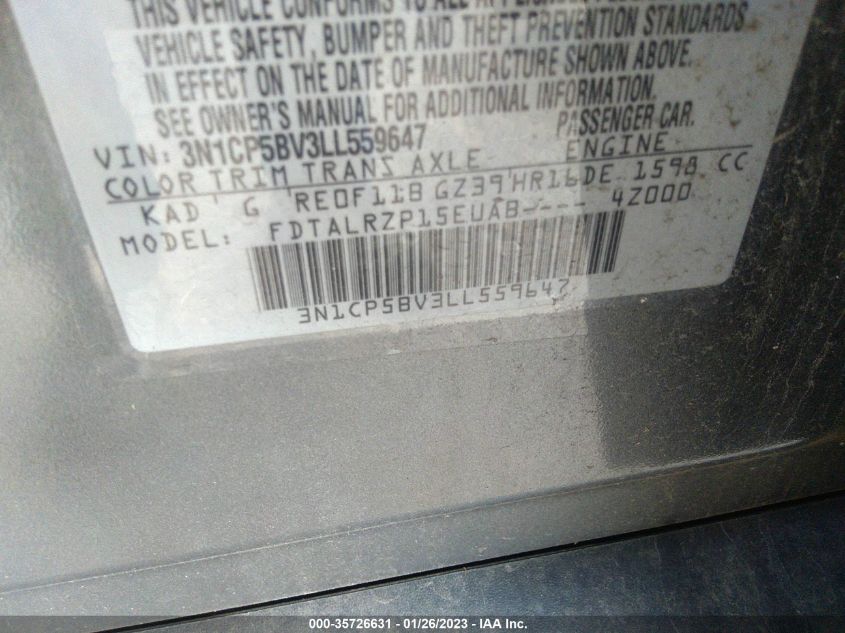 THIS VEHICLE CONFORMS TO ALL
VEHICLE SAFETY, BUMPER AND THEFT PREVENTION STANDARDS
IN EFFECT ON THE DATE OF MANUFACTURE SHOWN ABOVE.
SEE OWNER'S MANUAL FOR ADDITIONAL INFORMATION.
VIN: 3N1CP5BV3LL559647 PASSENGER CAR.
COLOR TRIM TRANS AXLE ENGINE
KAD G RE0F11B GZ39 HR16DE 1598 CC
MODEL: FDTALRZP15EUAB---- 4Z000
3N1CP5BV3LL559647
000-35726631 - 01/26/2023 - IAA Inc.